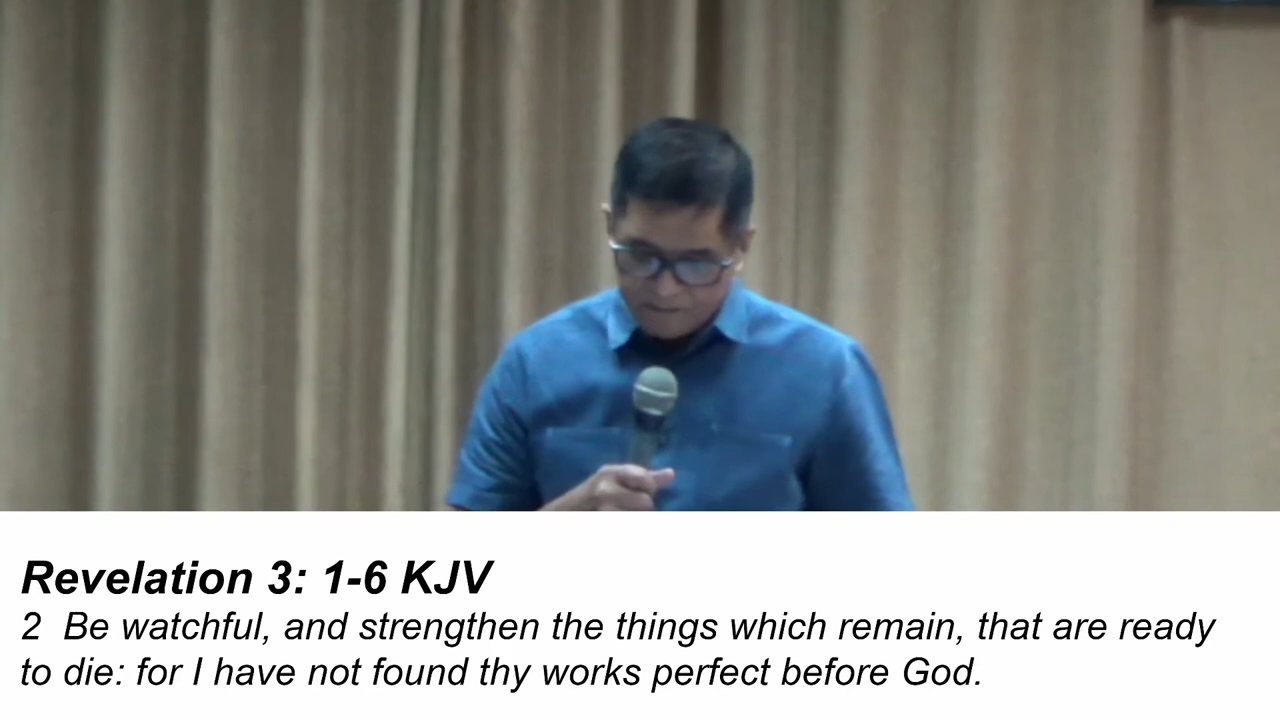 Revelation 3: 1-6 KJV
2 Be watchful, and strengthen the things which remain, that are ready
to die: for I have not found thy works perfect before God.